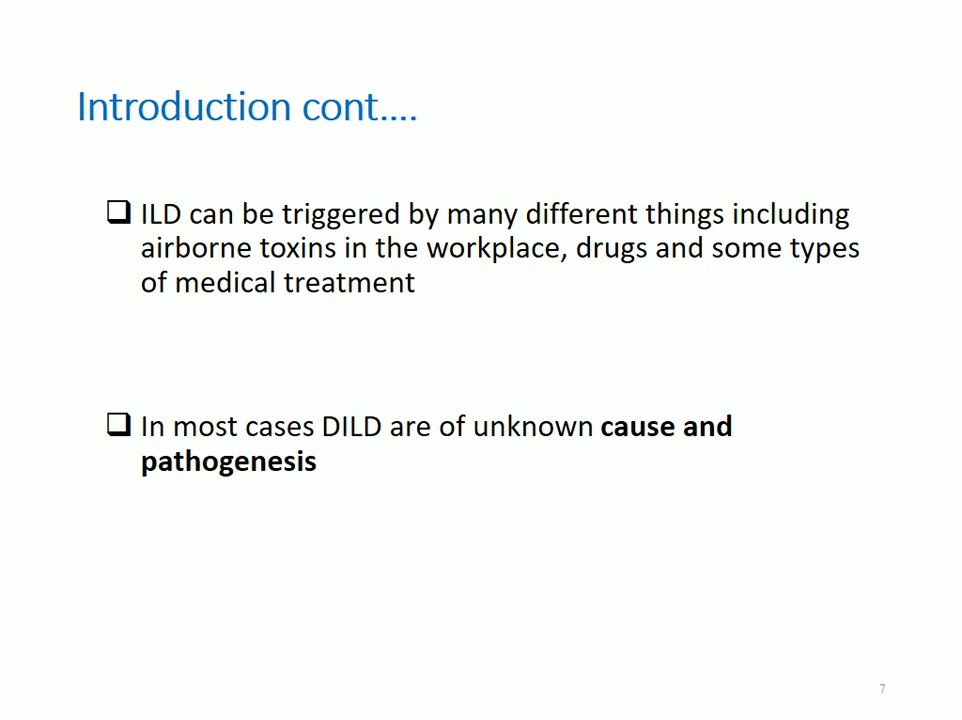 Introduction cont....
ILD can be triggered by many different things including
airborne toxins in the workplace, drugs and some types
of medical treatment
In most cases DILD are of unknown cause and
pathogenesis
7